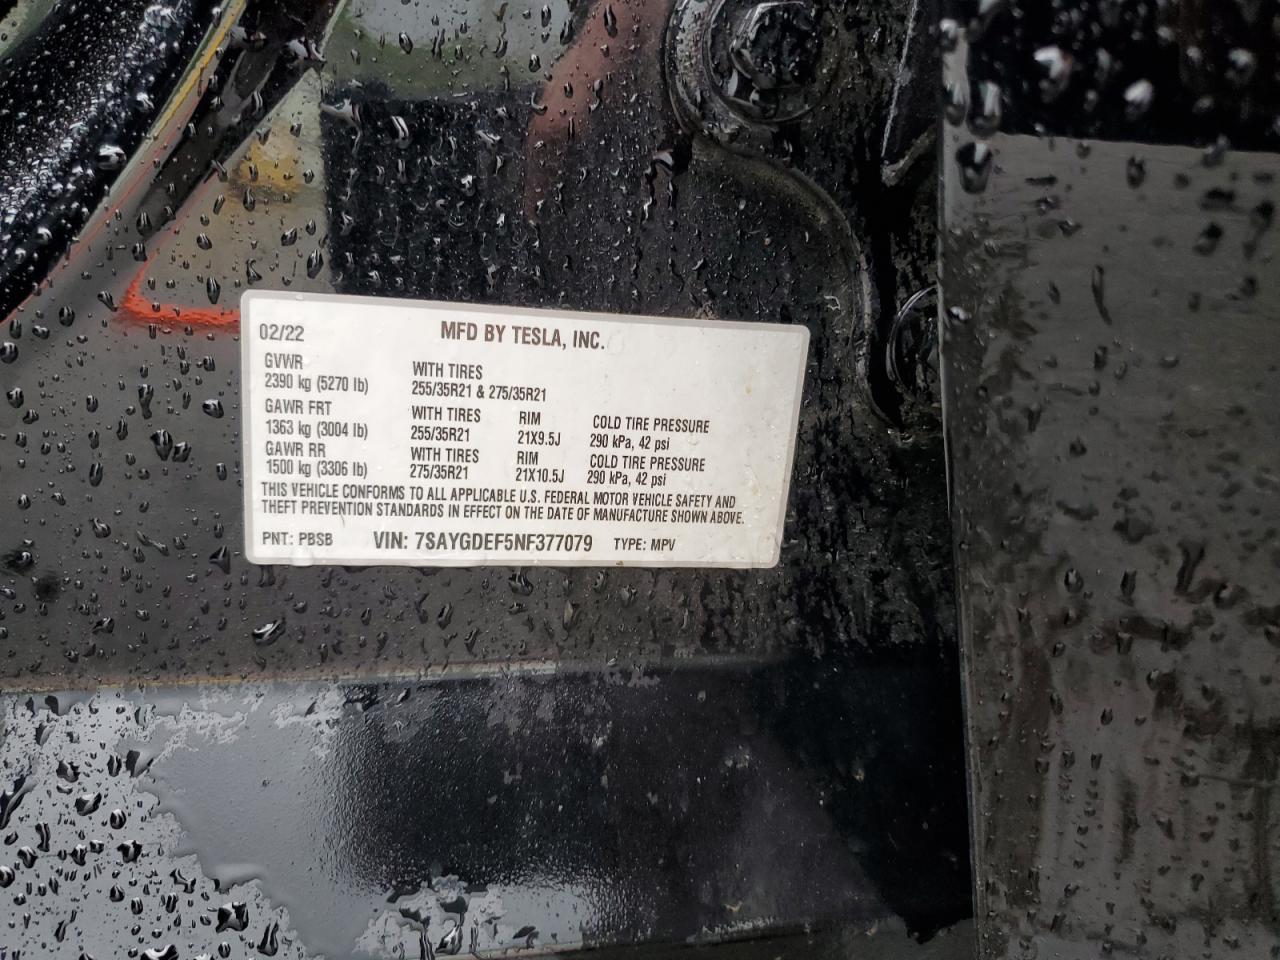 02/22 MFD BY TESLA, INC.
GVWR WITH TIRES
2390 kg (5270 lb) 255/35R21 & 275/35R21
GAWR FRT WITH TIRES RIM COLD TIRE PRESSURE
1363 kg (3004 lb) 255/35R21 21X9.5J 290 kPa, 42 psi
GAWR RR WITH TIRES RIM COLD TIRE PRESSURE
1500 kg (3306 lb) 275/35R21 21X10.5J 290 kPa, 42 psi
THIS VEHICLE CONFORMS TO ALL APPLICABLE U.S. FEDERAL MOTOR VEHICLE SAFETY AND
THEFT PREVENTION STANDARDS IN EFFECT ON THE DATE OF MANUFACTURE SHOWN ABOVE.
PNT: PBSB VIN: 7SAYGDEF5NF377079 TYPE: MPV